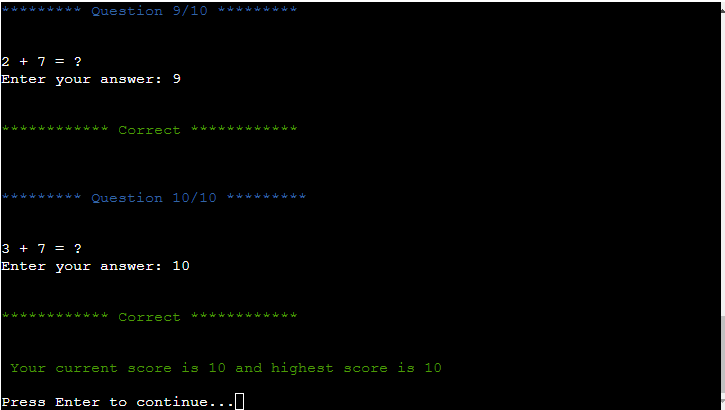 ********* Question 9/10 *********
2 + 7 = ?
Enter your answer: 9
************ Correct ************
********* Question 10/10 *********
3 + 7 = ?
Enter your answer: 10
************ Correct ************
Your current score is 10 and highest score is 10
Press Enter to continue...